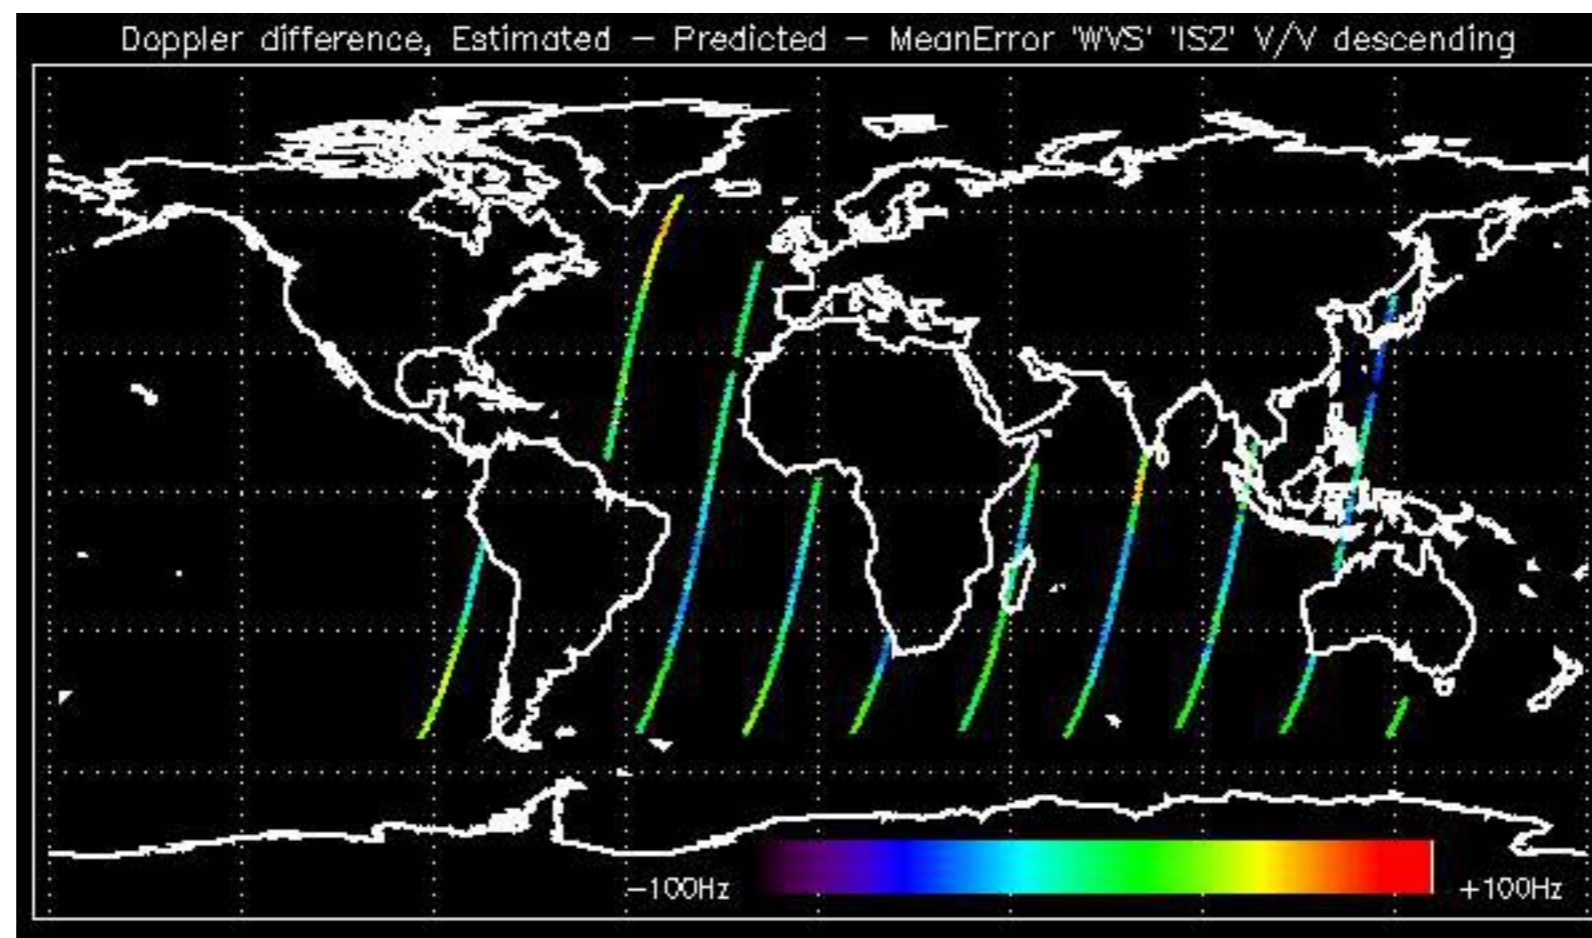 Doppler difference, Estimated – Predicted – MeanError 'WVS' 'IS2' V/V descending
–100Hz
+100Hz